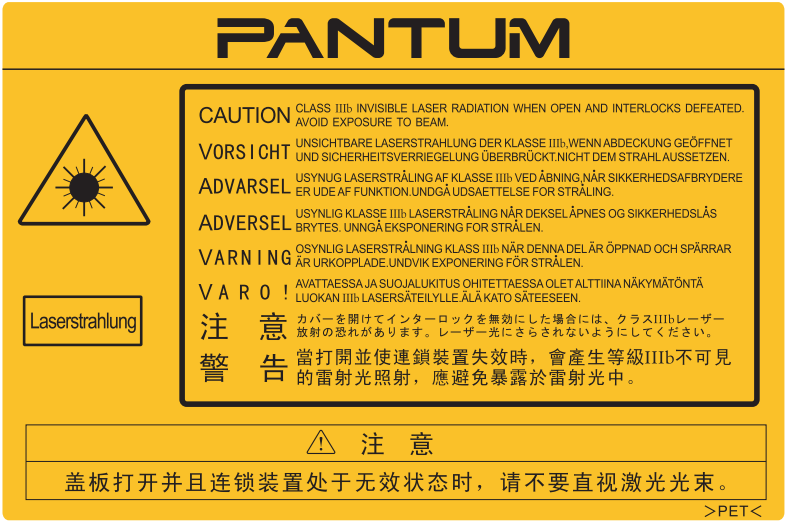 PANTUM
CAUTION CLASS IIIb INVISIBLE LASER RADIATION WHEN OPEN AND INTERLOCKS DEFEATED.
AVOID EXPOSURE TO BEAM.
VORSICHT UNSICHTBARE LASERSTRAHLUNG DER KLASSE IIIb,WENN ABDECKUNG GEÖFFNET
UND SICHERHEITSVERRIEGELUNG ÜBERBRÜCKT.NICHT DEM STRAHL AUSSETZEN.
ADVARSEL USYNUG LASERSTRÅLING AF KLASSE IIIb VED ÅBNING,NÅR SIKKERHEDSAFBRYDERE
ER UDE AF FUNKTION.UNDGÅ UDSAETTELSE FOR STRÅLING.
ADVERSEL USYNLIG KLASSE IIIb LASERSTRÅLING NÅR DEKSEL ÅPNES OG SIKKERHEDSLÅS
BRYTES. UNNGÅ EKSPONERING FOR STRÅLEN.
VARNING OSYNLIG LASERSTRÅLNING KLASS IIIb NÄR DENNA DEL ÄR ÖPPNAD OCH SPÄRRAR
ÄR URKOPPLADE.UNDVIK EXPONERING FÖR STRÅLEN.
VARO! AVATTAESSA JA SUOJALUKITUS OHITETTAESSA OLET ALTTIINA NÄKYMÄTÖNTÄ
LUOKAN IIIb LASERSÄTEILYLLE.ÄLÄ KATO SÄTEESEEN.
注 意 カバーを開けてインターロックを無効にした場合には、クラスIIIbレーザー
放射の恐れがあります。レーザー光にさらされないようにしてください。
警 告 當打開並使連鎖裝置失效時，會產生等級IIIb不可見
的雷射光照射，應避免暴露於雷射光中。
Laserstrahlung
注 意
盖板打开并且连锁装置处于无效状态时，请不要直视激光光束。
>PET<